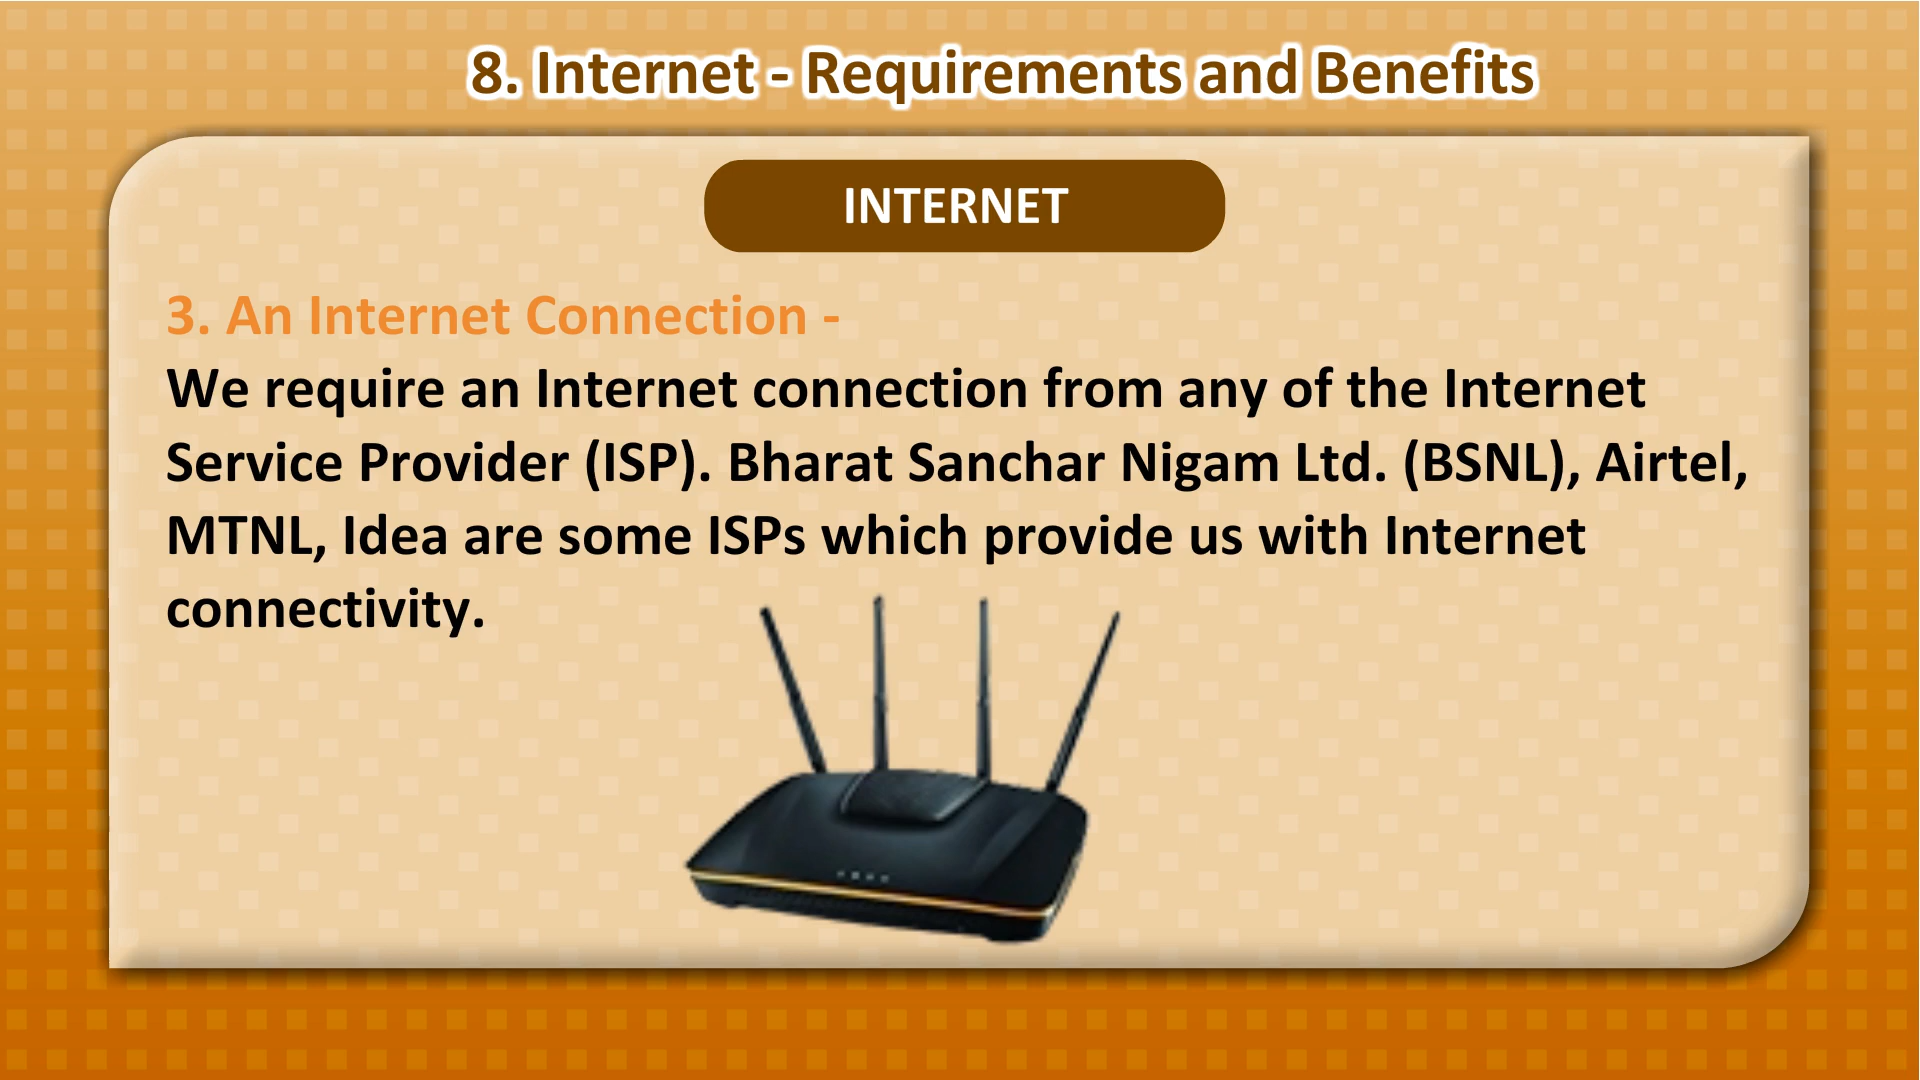 8. Internet - Requirements and Benefits
INTERNET
3. An Internet Connection -
We require an Internet connection from any of the Internet
Service Provider (ISP). Bharat Sanchar Nigam Ltd. (BSNL), Airtel,
MTNL, Idea are some ISPs which provide us with Internet
connectivity.